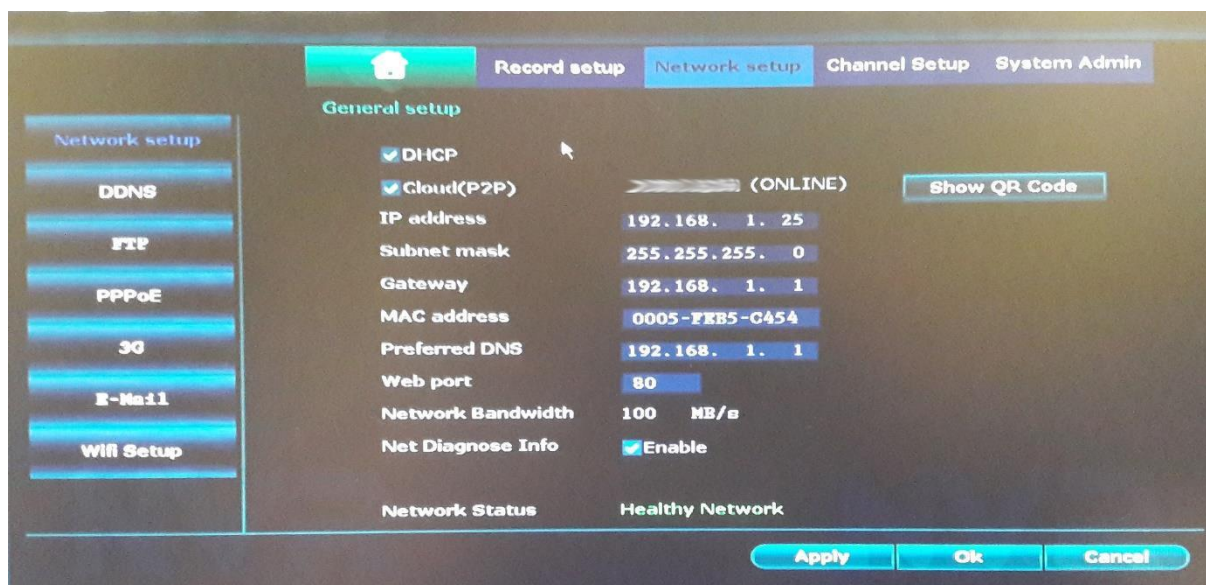 Record setup Network setup Channel Setup System Admin
General setup
Network setup
DDNS
FTP
PPPoE
3G
E-Mail
Wifi Setup
DHCP
Cloud(P2P) (ONLINE) Show QR Code
IP address 192.168. 1. 25
Subnet mask 255.255.255. 0
Gateway 192.168. 1. 1
MAC address 0005-FEB5-C454
Preferred DNS 192.168. 1. 1
Web port 80
Network Bandwidth 100 MB/s
Net Diagnose Info Enable
Network Status Healthy Network
Apply Ok Cancel